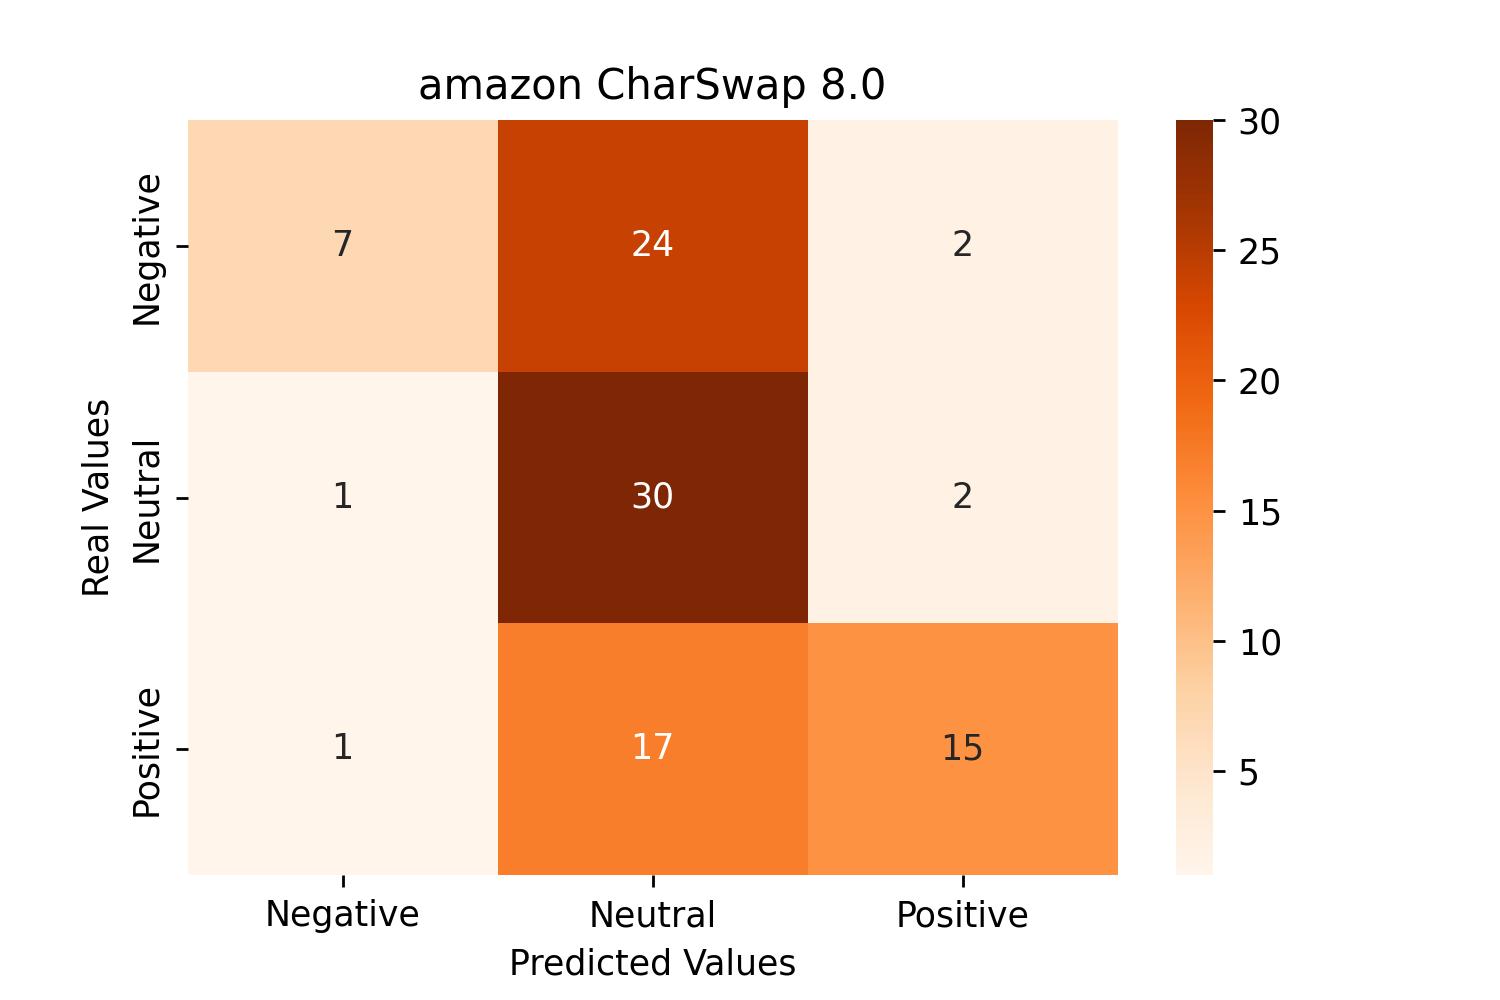 amazon CharSwap 8.0
Real Values
Negative
7 24 2
Neutral
1 30 2
Positive
1 17 15
Negative Neutral Positive
Predicted Values
30
25
20
15
10
5